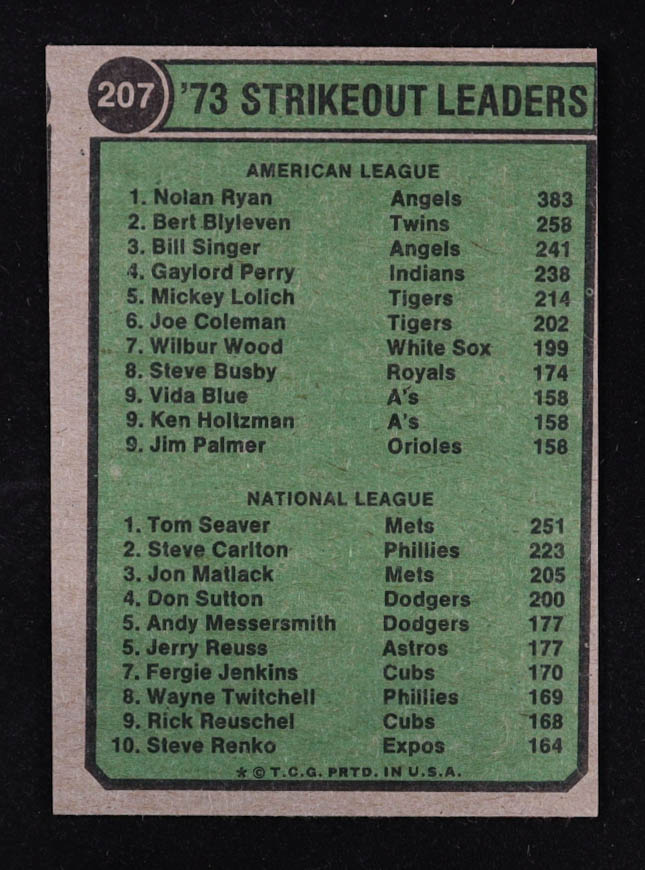 207 '73 STRIKEOUT LEADERS
AMERICAN LEAGUE
1. Nolan Ryan Angels 383
2. Bert Blyleven Twins 258
3. Bill Singer Angels 241
4. Gaylord Perry Indians 238
5. Mickey Lolich Tigers 214
6. Joe Coleman Tigers 202
7. Wilbur Wood White Sox 199
8. Steve Busby Royals 174
9. Vida Blue A's 158
9. Ken Holtzman A's 158
9. Jim Palmer Orioles 158
NATIONAL LEAGUE
1. Tom Seaver Mets 251
2. Steve Carlton Phillies 223
3. Jon Matlack Mets 205
4. Don Sutton Dodgers 200
5. Andy Messersmith Dodgers 177
5. Jerry Reuss Astros 177
7. Fergie Jenkins Cubs 170
8. Wayne Twitchell Phillies 169
9. Rick Reuschel Cubs 168
10. Steve Renko Expos 164
* © T.C.G. PRTD. IN U.S.A.